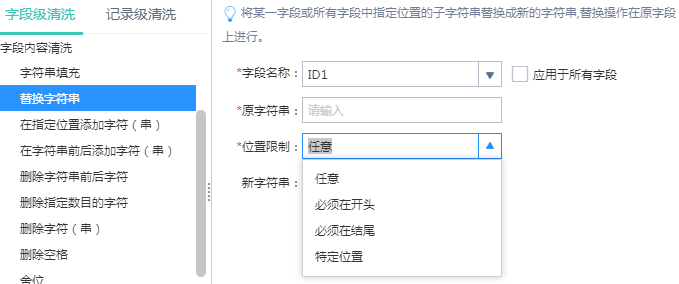 字段级清洗
记录级清洗
字段内容清洗
字符串填充
替换字符串
在指定位置添加字符（串）
在字符串前后添加字符（串）
删除字符串前后字符
删除指定数目的字符
删除字符（串）
删除空格
舍位
将某一字段或所有字段中指定位置的子字符串替换成新的字符串,替换操作在原字段
上进行。
*字段名称： ID1 应用于所有字段
*原字符串： 请输入
*位置限制： 任意
新字符串：
任意
必须在开头
必须在结尾
特定位置